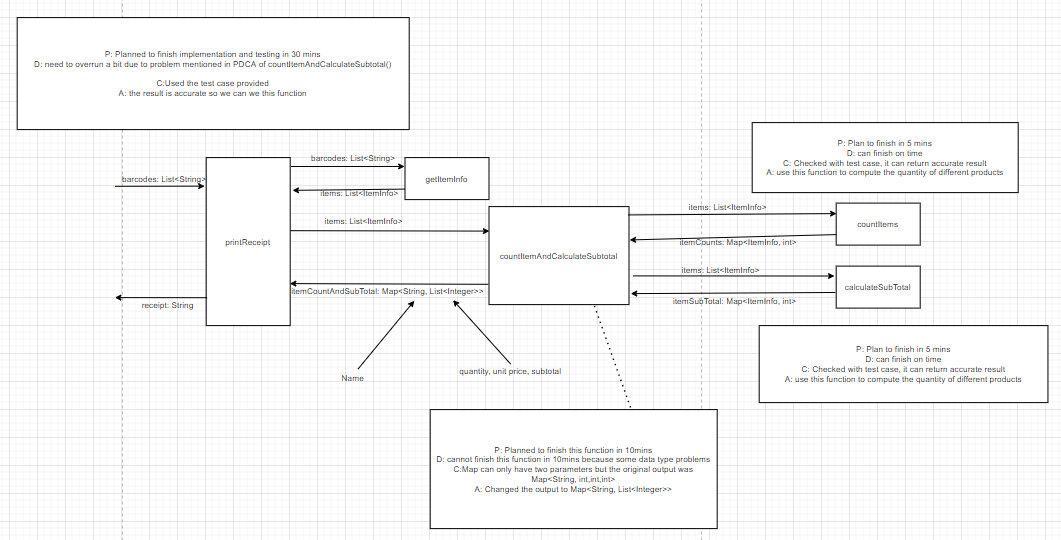 P: Planned to finish implementation and testing in 30 mins
D: need to overrun a bit due to problem mentioned in PDCA of countItemAndCalculateSubtotal()
C:Used the test case provided
A: the result is accurate so we can we this function
P: Plan to finish in 5 mins
D: can finish on time
C: Checked with test case, it can return accurate result
A: use this function to compute the quantity of different products
barcodes: List<String>
barcodes: List<String>
getItemInfo
items: List<ItemInfo>
printReceipt
items: List<ItemInfo>
countItemAndCalculateSubtotal
items: List<ItemInfo>
countItems
itemCounts: Map<ItemInfo, int>
items: List<ItemInfo>
calculateSubTotal
itemSubTotal: Map<ItemInfo, int>
itemCountAndSubTotal: Map<String, List<Integer>>
receipt: String
Name
quantity, unit price, subtotal
P: Plan to finish in 5 mins
D: can finish on time
C: Checked with test case, it can return accurate result
A: use this function to compute the quantity of different products
P: Planned to finish this function in 10mins
D: cannot finish this function in 10mins because some data type problems
C:Map can only have two parameters but the original output was
Map<String, int,int,int>
A: Changed the output to Map<String, List<Integer>>